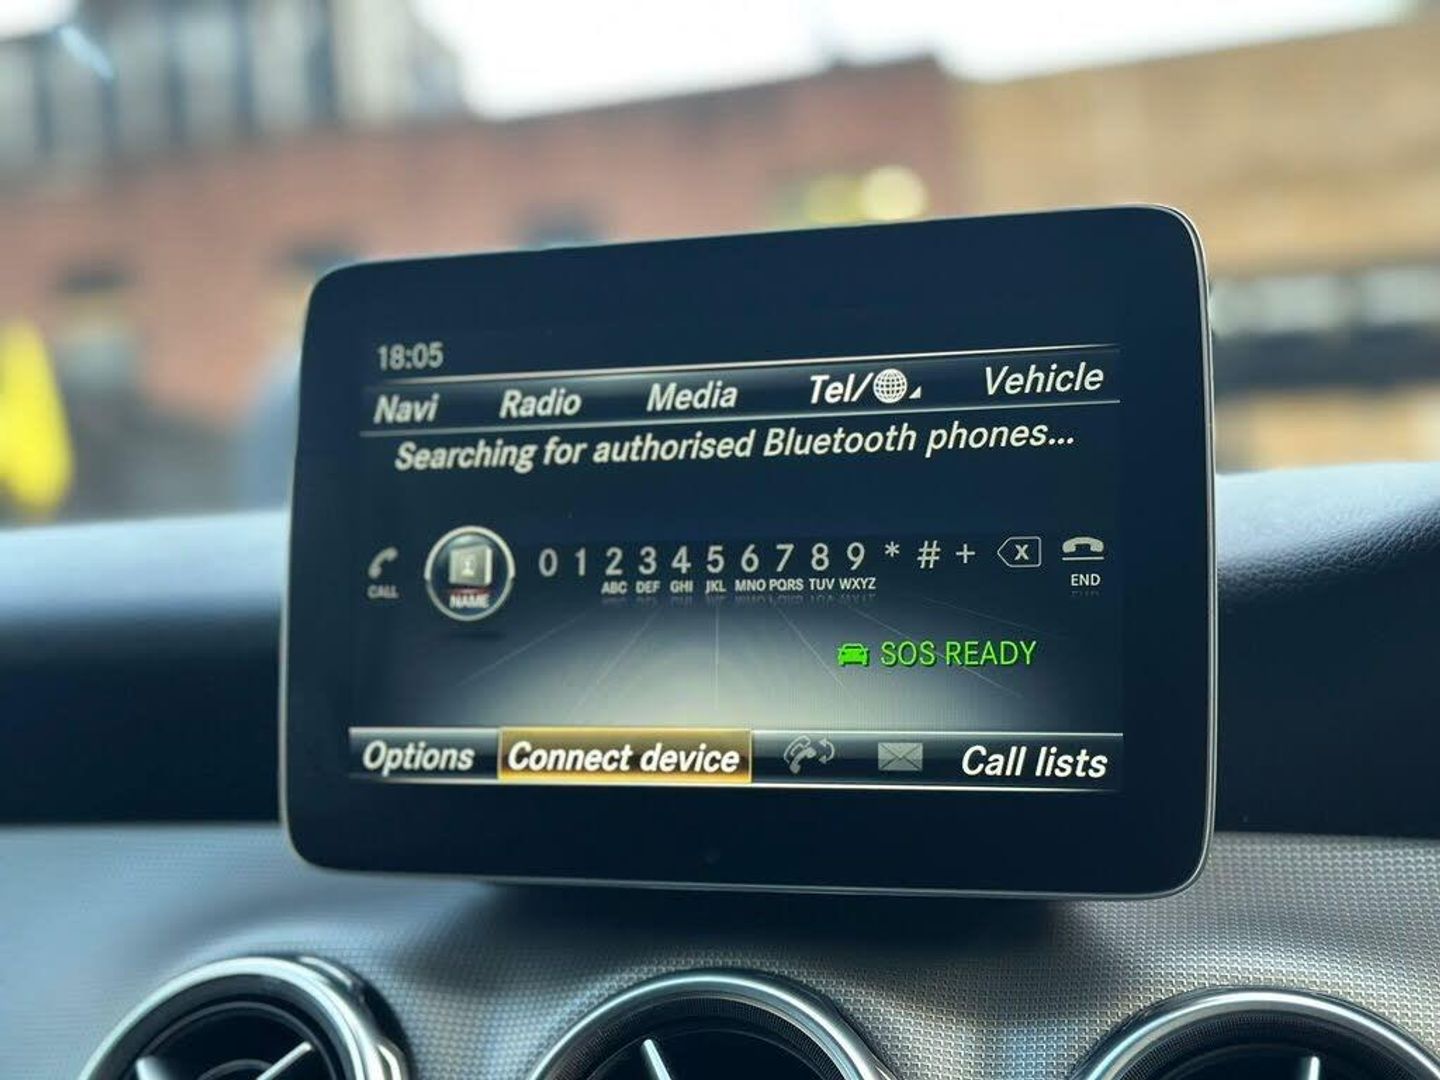 18:05
Navi Radio Media Tel/ Vehicle
Searching for authorised Bluetooth phones...
0 1 2 3 4 5 6 7 8 9 * # + X
CALL NAME ABC DEF GHI JKL MNO PQRS TUV WXYZ END
SOS READY
Options Connect device Call lists